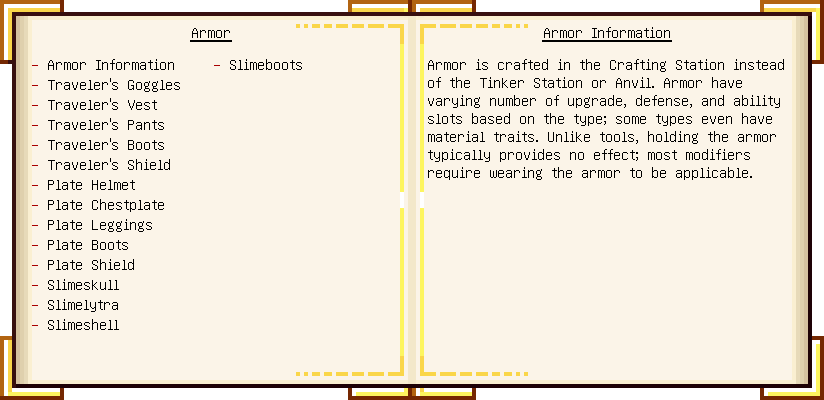 Armor
- Armor Information
- Traveler's Goggles
- Traveler's Vest
- Traveler's Pants
- Traveler's Boots
- Traveler's Shield
- Plate Helmet
- Plate Chestplate
- Plate Leggings
- Plate Boots
- Plate Shield
- Slimeskull
- Slimelytra
- Slimeshell
- Slimeboots
Armor Information
Armor is crafted in the Crafting Station instead
of the Tinker Station or Anvil. Armor have
varying number of upgrade, defense, and ability
slots based on the type; some types even have
material traits. Unlike tools, holding the armor
typically provides no effect; most modifiers
require wearing the armor to be applicable.